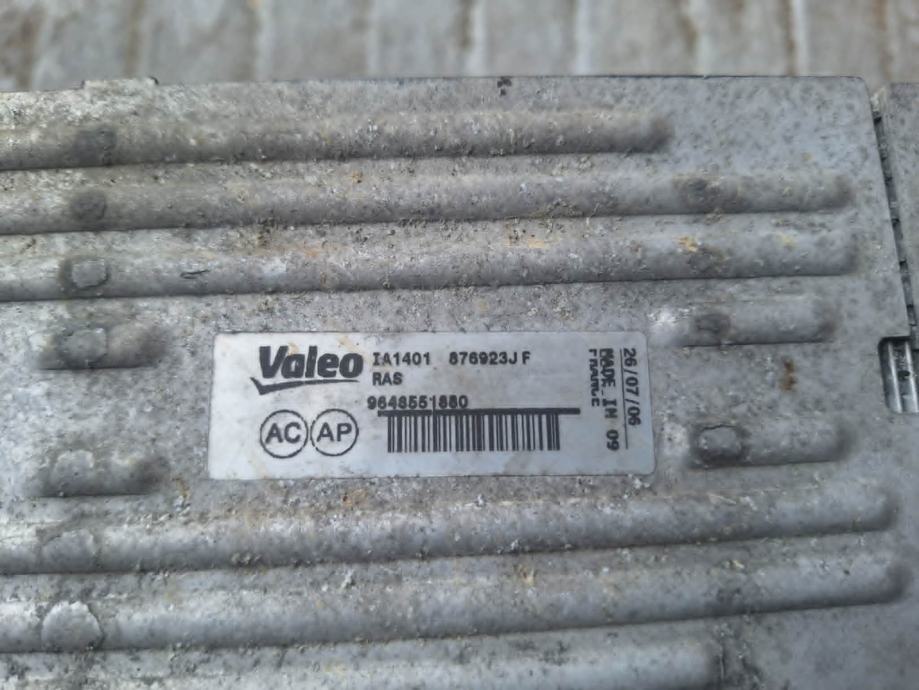 Valeo IA1401 876923J F
RAS
9648551880
AC AP
26/07/06
MADE IN 09
FRANCE